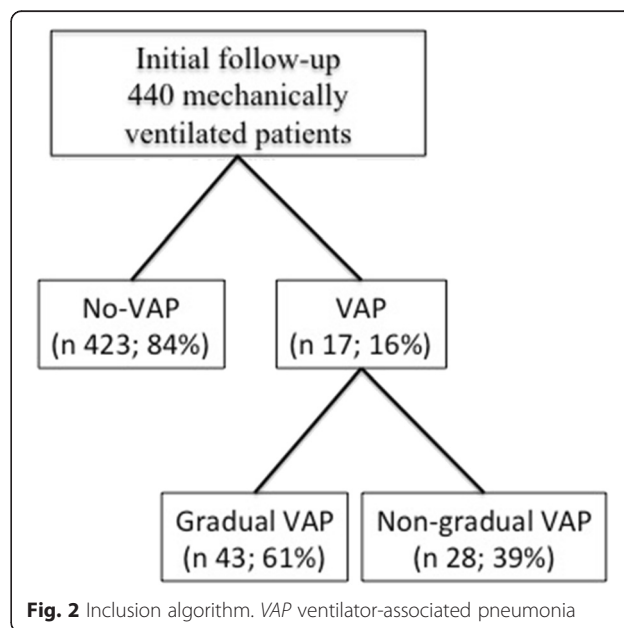 Initial follow-up
440 mechanically
ventilated patients
No-VAP
(n 423; 84%)
VAP
(n 17; 16%)
Gradual VAP
(n 43; 61%)
Non-gradual VAP
(n 28; 39%)
Fig. 2 Inclusion algorithm. VAP ventilator-associated pneumonia